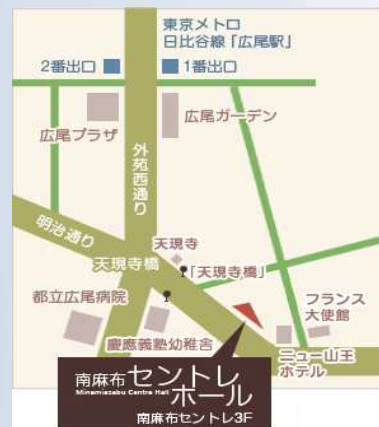 東京メトロ
日比谷線「広尾駅」
2番出口
1番出口
広尾プラザ
広尾ガーデン
外苑西通り
明治通り
天現寺
天現寺橋
「天現寺橋」
都立広尾病院
慶應義塾幼稚舎
フランス
大使館
ニュー山王
ホテル
南麻布セントレ
ホール
Minamiazabu Centre Hall
南麻布セントレ3F